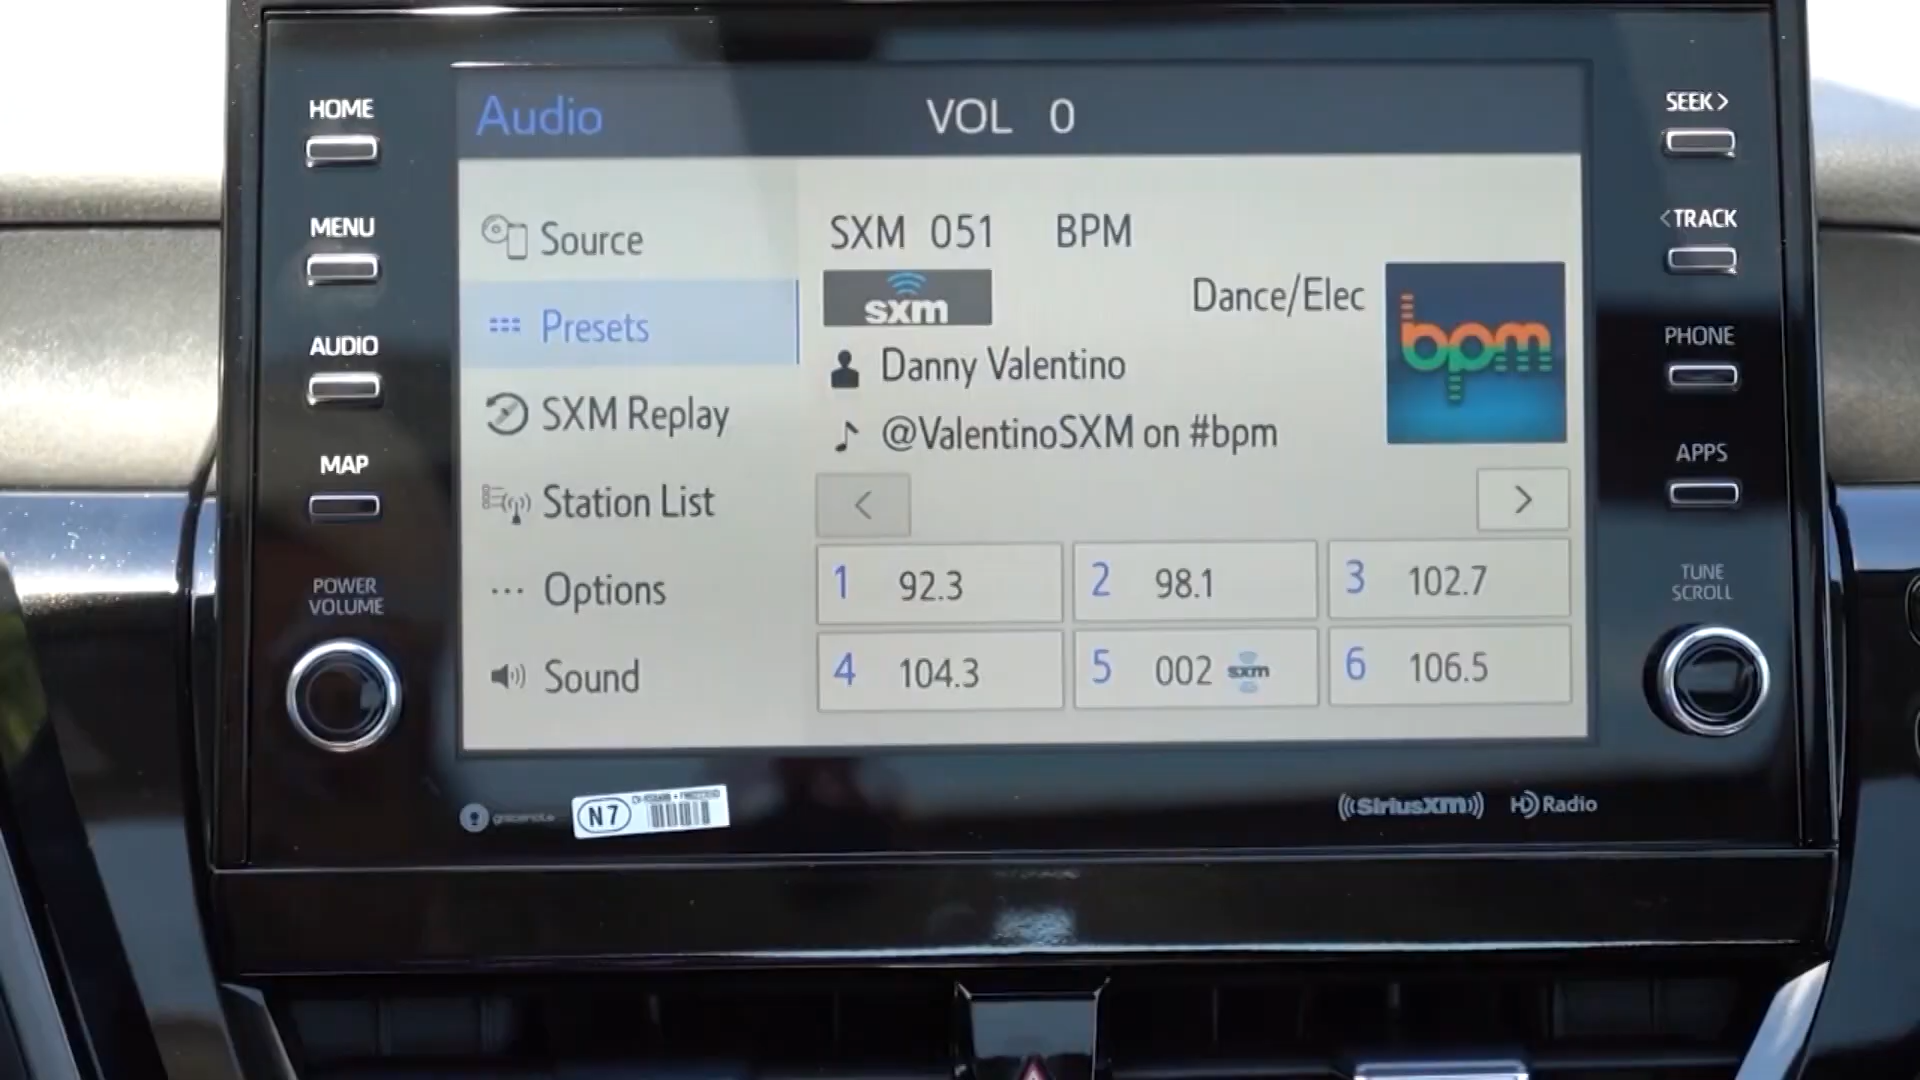 HOME
MENU
AUDIO
MAP
POWER
VOLUME
Audio
VOL 0
Source
Presets
SXM Replay
Station List
Options
Sound
SXM 051 BPM
sxm
Dance/Elec
bpm
Danny Valentino
@ValentinoSXM on #bpm
<
>
1 92.3
2 98.1
3 102.7
4 104.3
5 002 sxm
6 106.5
SEEK>
<TRACK
PHONE
APPS
TUNE
SCROLL
gracenote
N7
SiriusXM
HD Radio